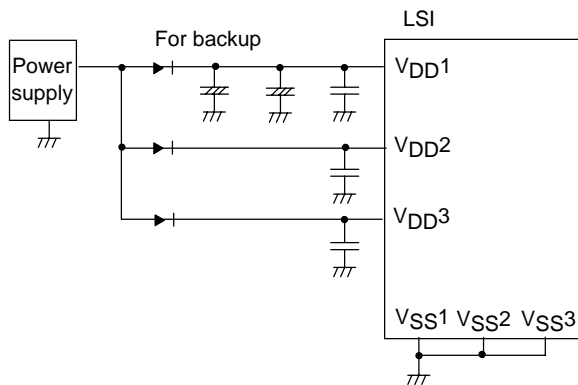 LSI
For backup
Power
supply
VDD1
VDD2
VDD3
VSS1 VSS2 VSS3